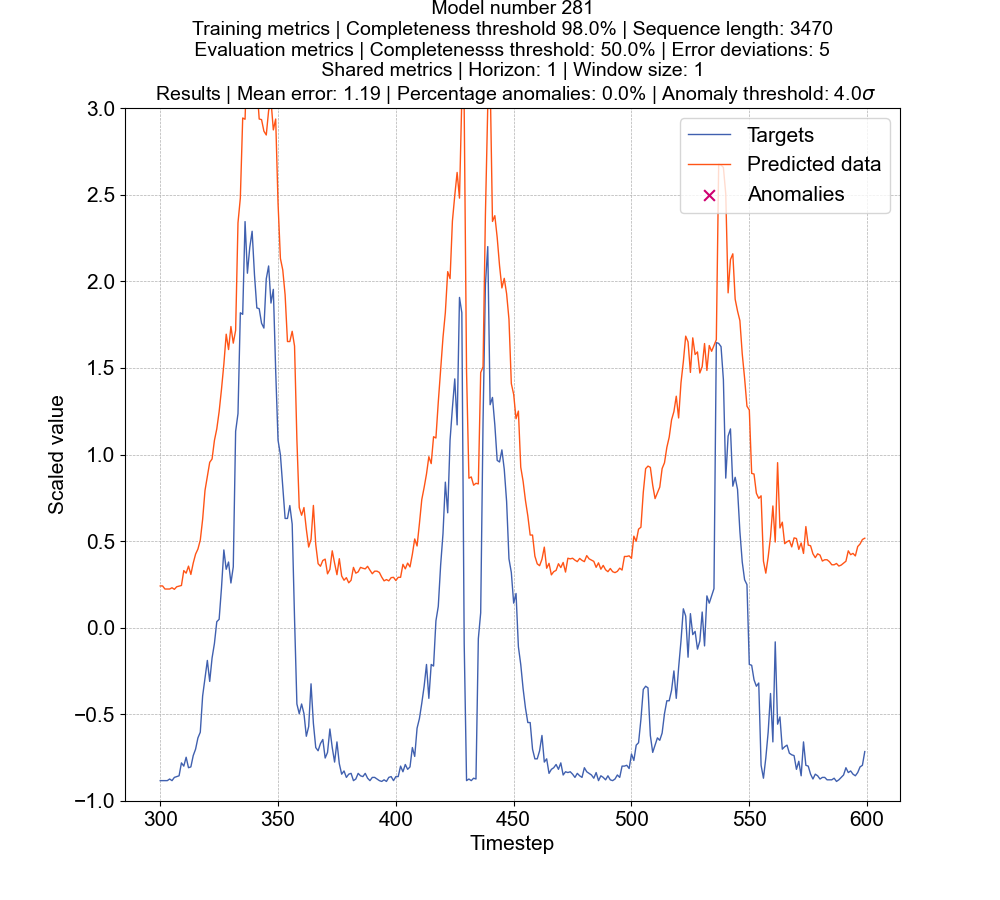 Model number 281
Training metrics | Completeness threshold 98.0% | Sequence length: 3470
Evaluation metrics | Completenesss threshold: 50.0% | Error deviations: 5
Shared metrics | Horizon: 1 | Window size: 1
Results | Mean error: 1.19 | Percentage anomalies: 0.0% | Anomaly threshold: 4.0σ
Targets
Predicted data
Anomalies
3.0
2.5
2.0
1.5
1.0
0.5
0.0
−0.5
−1.0
Scaled value
300 350 400 450 500 550 600
Timestep